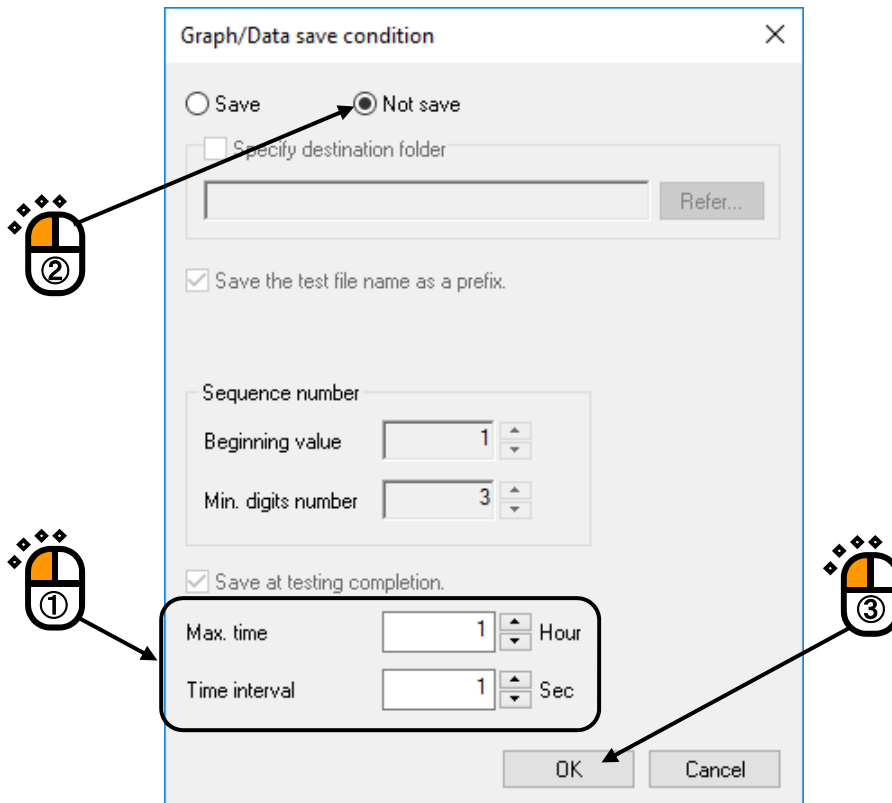 Graph/Data save condition
Save Not save
Specify destination folder
Refer...
②
Save the test file name as a prefix.
Sequence number
Beginning value 1
Min. digits number 3
Save at testing completion.
①
③
Max. time 1 Hour
Time interval 1 Sec
OK Cancel